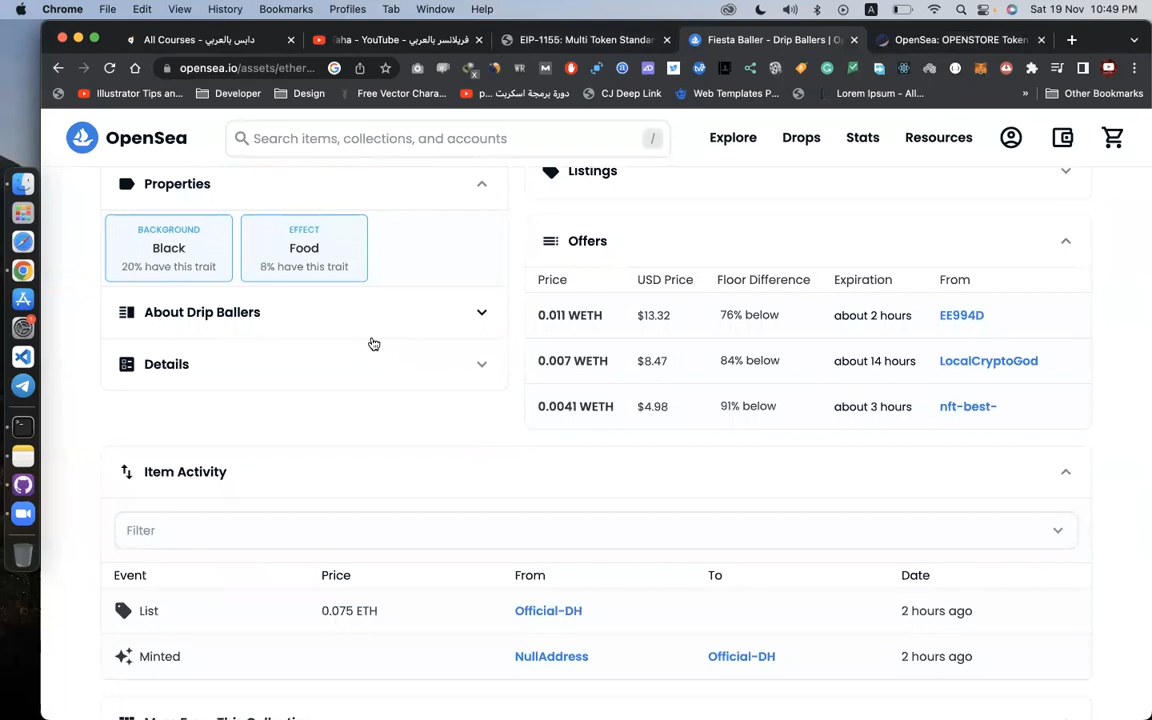 Chrome File Edit View History Bookmarks Profiles Tab Window Help A Sat 19 Nov 10:49 PM
All Courses دابس بالعربي - YouTube فريلانسر بالعربي EIP-1155: Multi Token Standar Fiesta Baller - Drip Ballers | O OpenSea: OPENSTORE Token
opensea.io/assets/ether...
Illustrator Tips an... Developer Design Free Vector Chara... دورة برمجة اسكربت | p... CJ Deep Link Web Templates P... Lorem Ipsum - All... » Other Bookmarks
OpenSea Search items, collections, and accounts / Explore Drops Stats Resources
Properties
BACKGROUND
Black
20% have this trait
EFFECT
Food
8% have this trait
About Drip Ballers
Details
Listings
Offers
Price USD Price Floor Difference Expiration From
0.011 WETH $13.32 76% below about 2 hours EE994D
0.007 WETH $8.47 84% below about 14 hours LocalCryptoGod
0.0041 WETH $4.98 91% below about 3 hours nft-best-
Item Activity
Filter
Event Price From To Date
List 0.075 ETH Official-DH 2 hours ago
Minted NullAddress Official-DH 2 hours ago